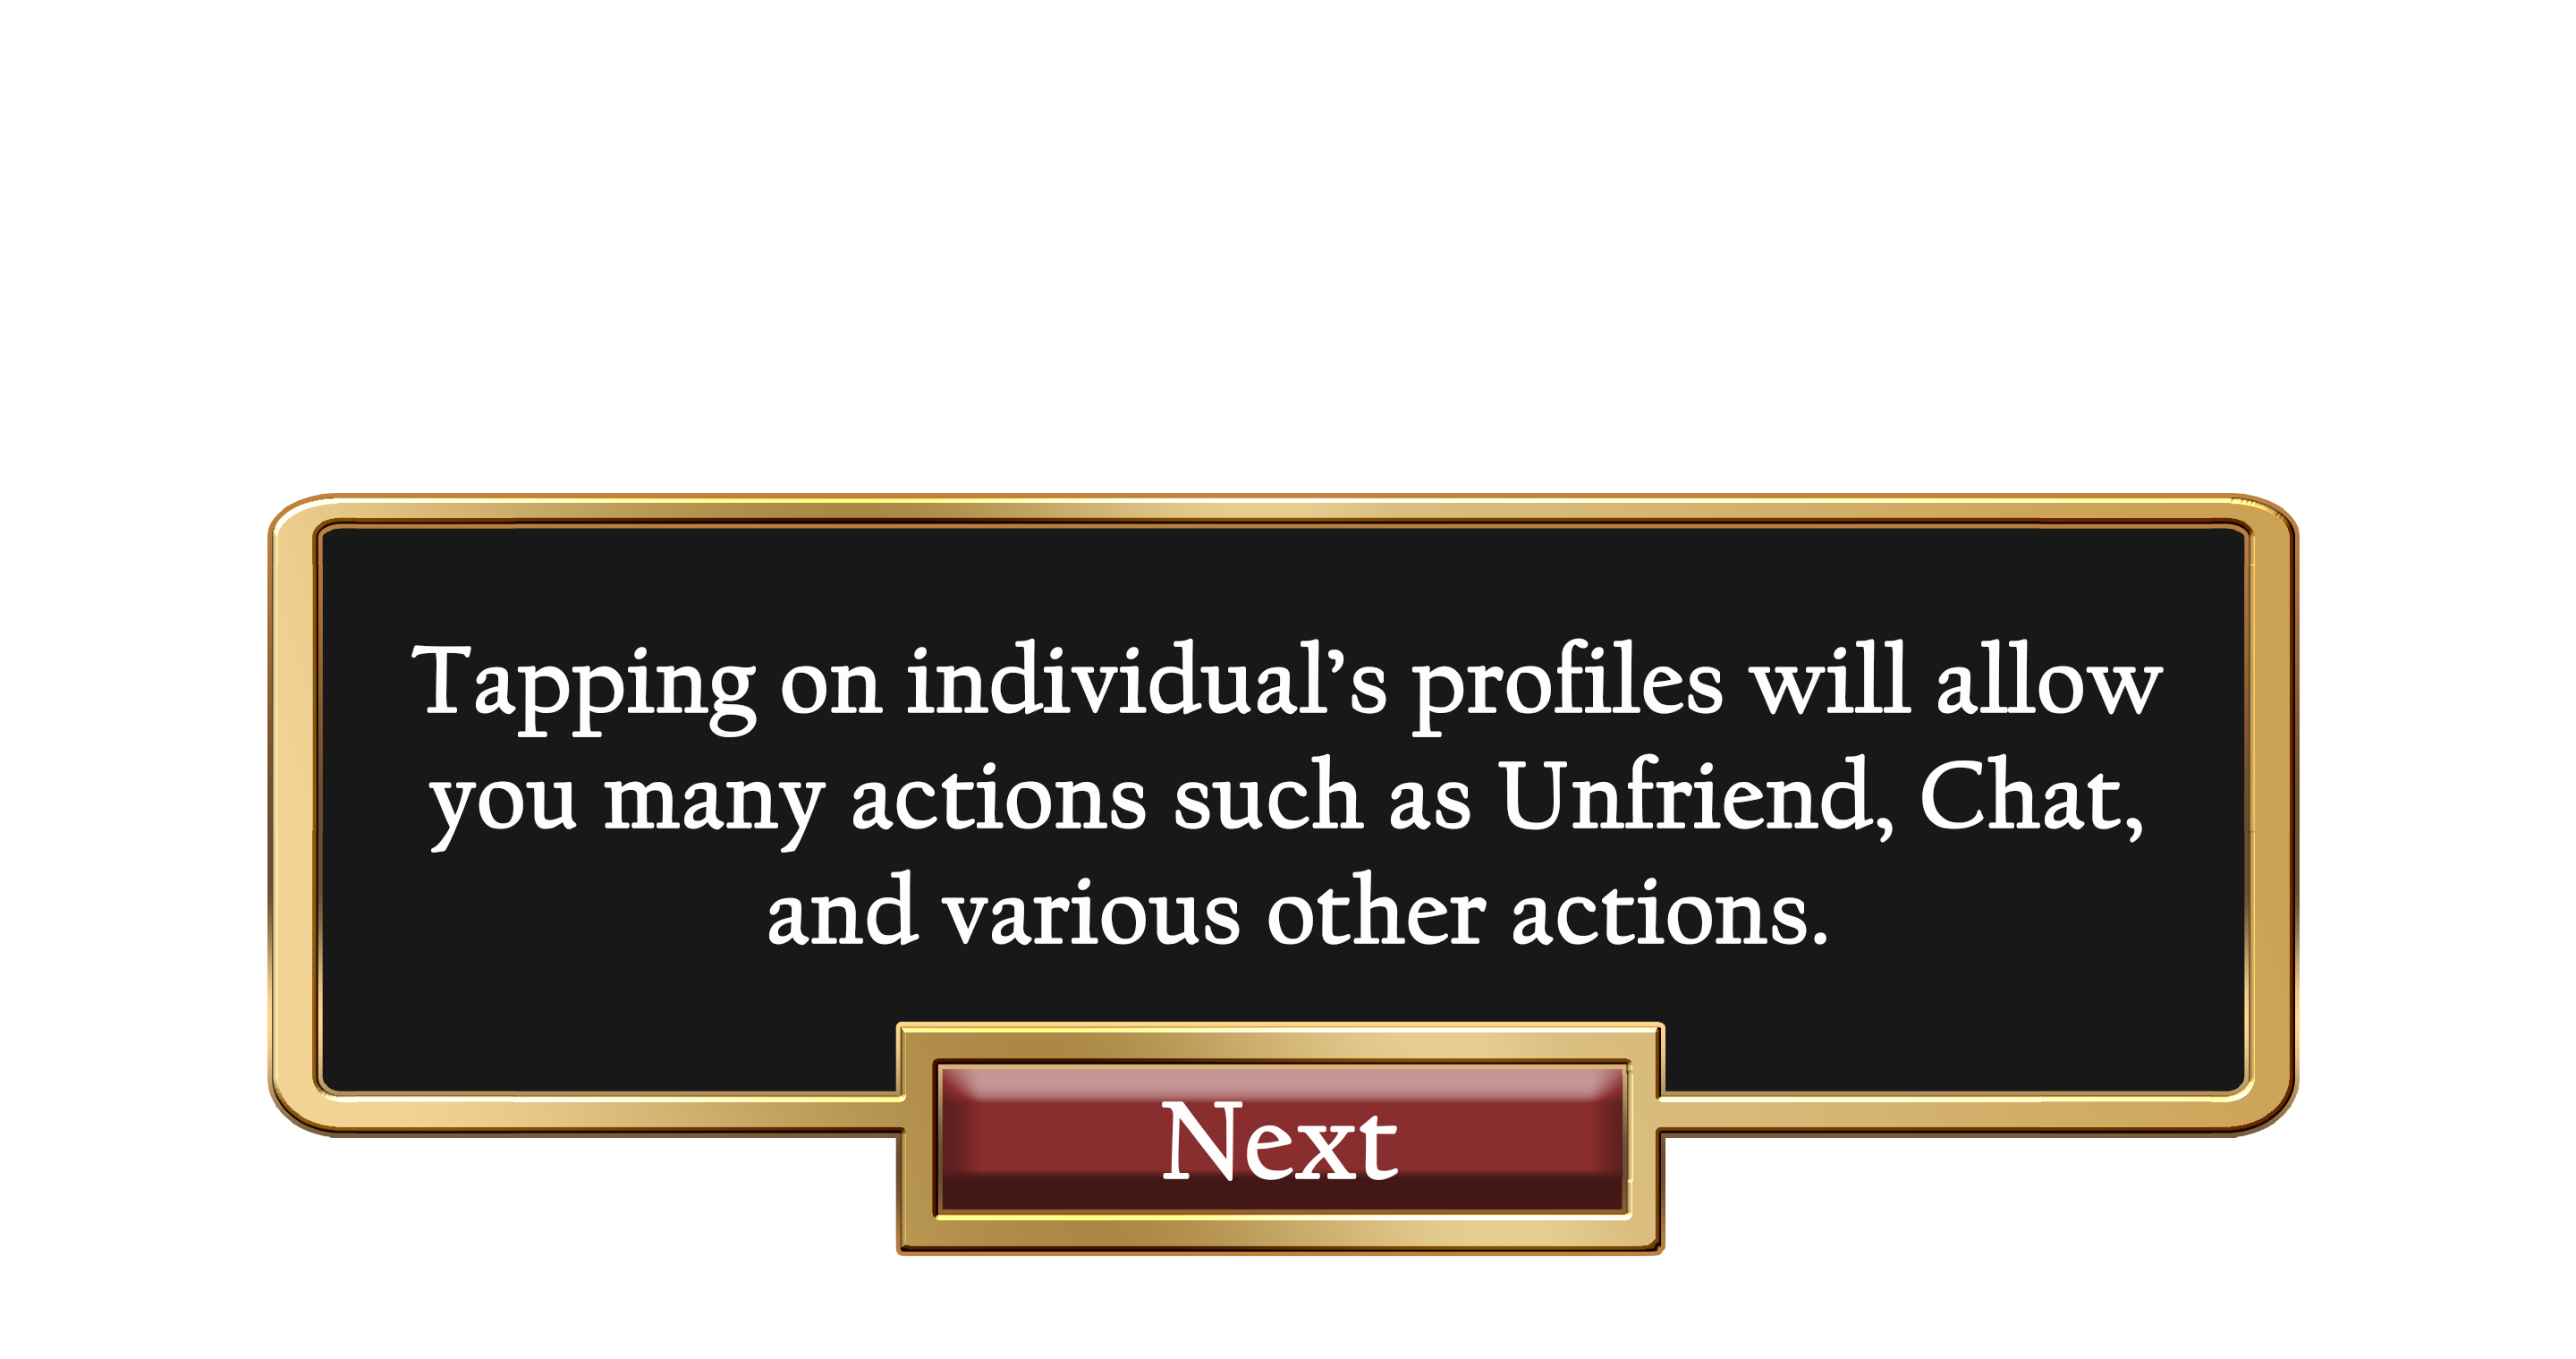 Tapping on individual’s profiles will allow
you many actions such as Unfriend, Chat,
and various other actions.
Next